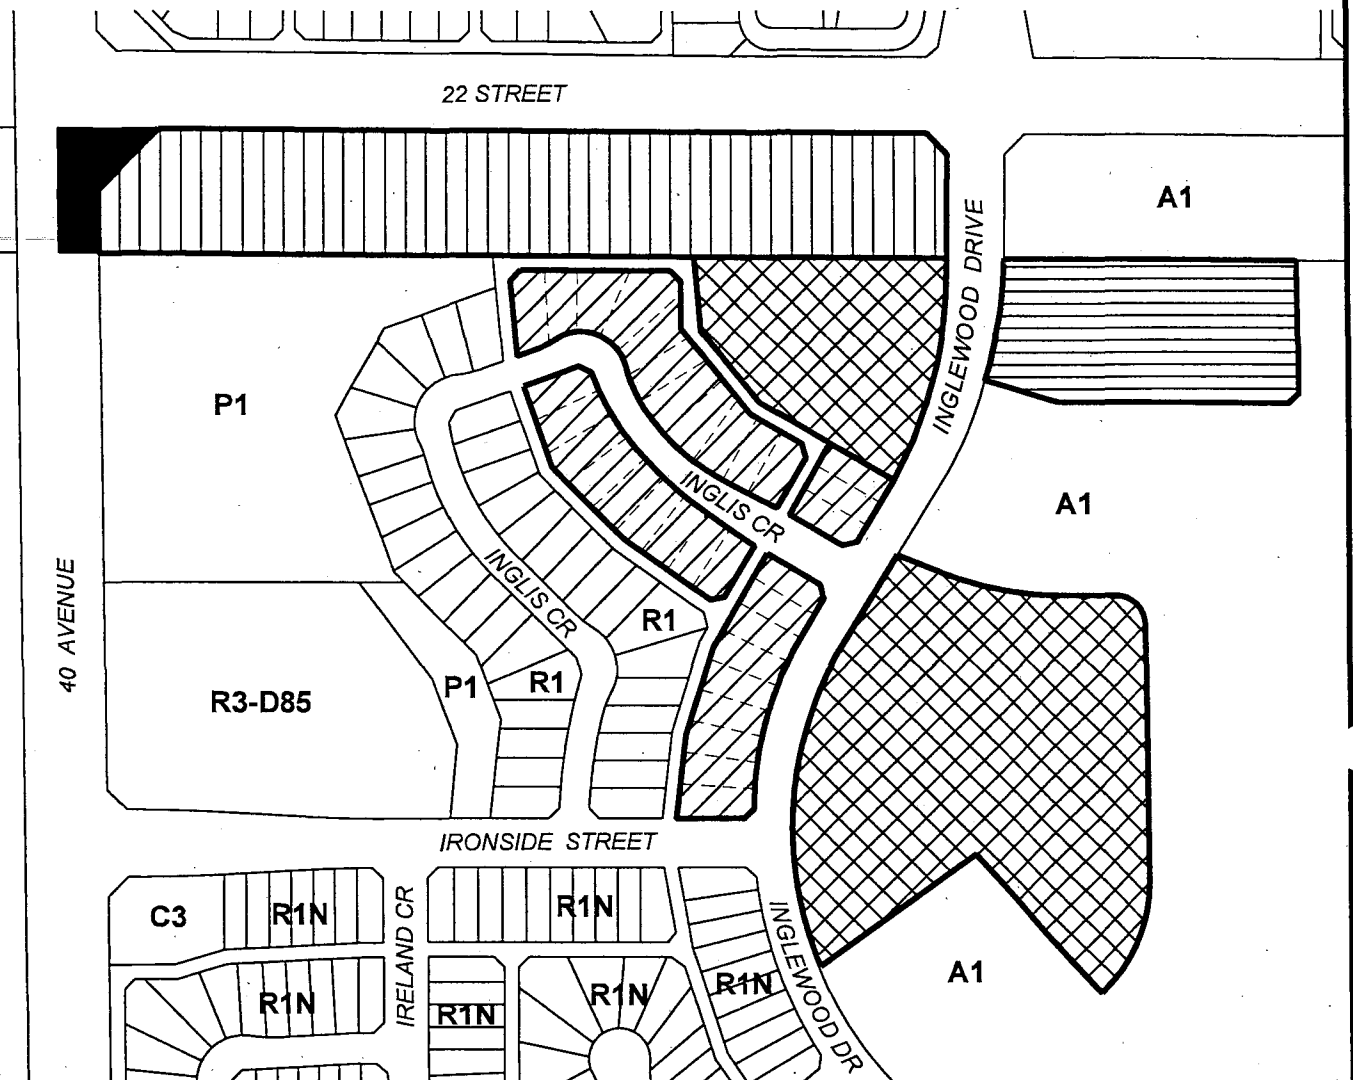 22 STREET
A1
INGLEWOOD DRIVE
P1
A1
INGLIS CR
INGLIS CR
40 AVENUE
R1
P1
R1
R3-D85
IRONSIDE STREET
C3
R1N
IRELAND CR
R1N
INGLEWOOD DR
A1
R1N
R1N
R1N
R1N